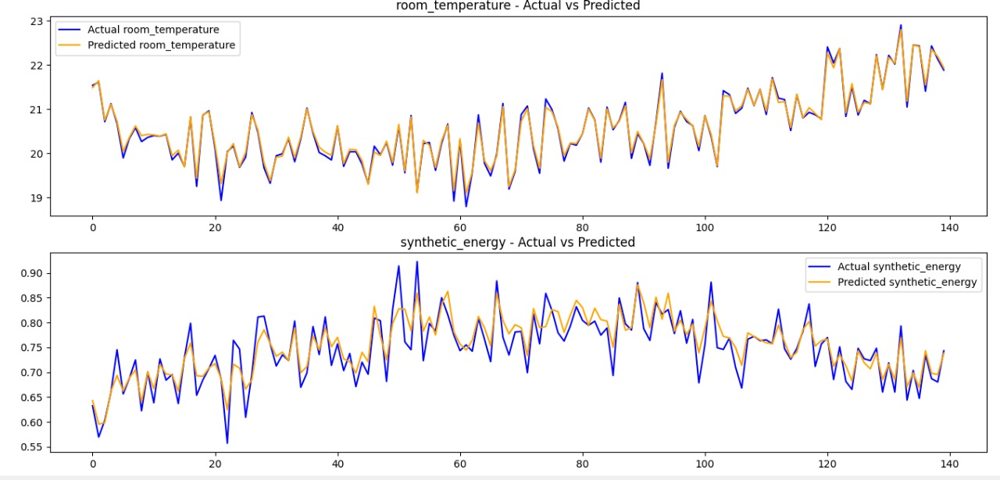 room_temperature - Actual vs Predicted
23
22
21
20
19
Actual room_temperature
Predicted room_temperature
0 20 40 60 80 100 120 140
synthetic_energy - Actual vs Predicted
0.90
0.85
0.80
0.75
0.70
0.65
0.60
0.55
Actual synthetic_energy
Predicted synthetic_energy
0 20 40 60 80 100 120 140